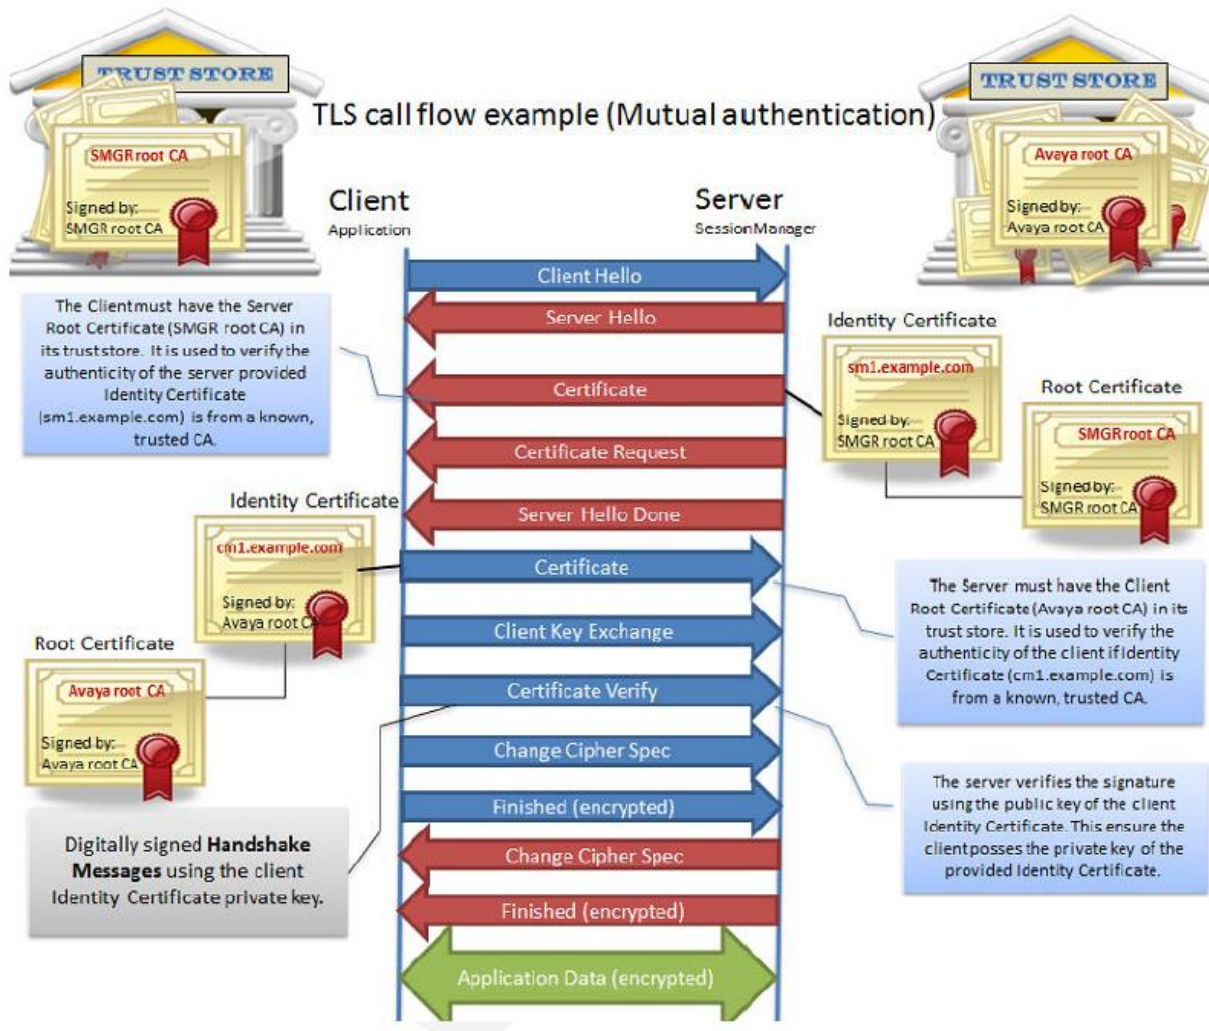 TRUST STORE
TRUST STORE
TLS call flow example (Mutual authentication)
SMGR root CA
Signed by:
SMGR root CA
Avaya root CA
Signed by:
Avaya root CA
Client
Application
Server
SessionManager
Client Hello
Server Hello
Certificate
Certificate Request
Server Hello Done
Certificate
Client Key Exchange
Certificate Verify
Change Cipher Spec
Finished (encrypted)
Change Cipher Spec
Finished (encrypted)
Application Data (encrypted)
The Client must have the Server
Root Certificate (SMGR root CA) in
its trust store. It is used to verify the
authenticity of the server provided
Identity Certificate
(sm1.example.com) is from a known,
trusted CA.
Identity Certificate
sm1.example.com
Signed by:
SMGR root CA
Root Certificate
SMGR root CA
Signed by:
SMGR root CA
Identity Certificate
cm1.example.com
Signed by:
Avaya root CA
Root Certificate
Avaya root CA
Signed by:
Avaya root CA
The Server must have the Client
Root Certificate (Avaya root CA) in its
trust store. It is used to verify the
authenticity of the client if Identity
Certificate (cm1.example.com) is
from a known, trusted CA.
The server verifies the signature
using the public key of the client
Identity Certificate. This ensure the
client posses the private key of the
provided Identity Certificate.
Digitally signed Handshake
Messages using the client
Identity Certificate private key.